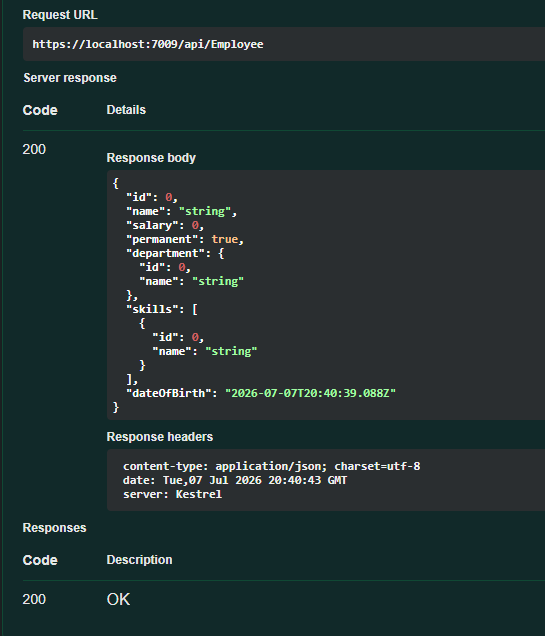 Request URL
https://localhost:7009/api/Employee
Server response
Code Details
200
Response body
{
  "id": 0,
  "name": "string",
  "salary": 0,
  "permanent": true,
  "department": {
    "id": 0,
    "name": "string"
  },
  "skills": [
    {
      "id": 0,
      "name": "string"
    }
  ],
  "dateOfBirth": "2026-07-07T20:40:39.088Z"
}
Response headers
content-type: application/json; charset=utf-8
date: Tue,07 Jul 2026 20:40:43 GMT
server: Kestrel
Responses
Code Description
200 OK